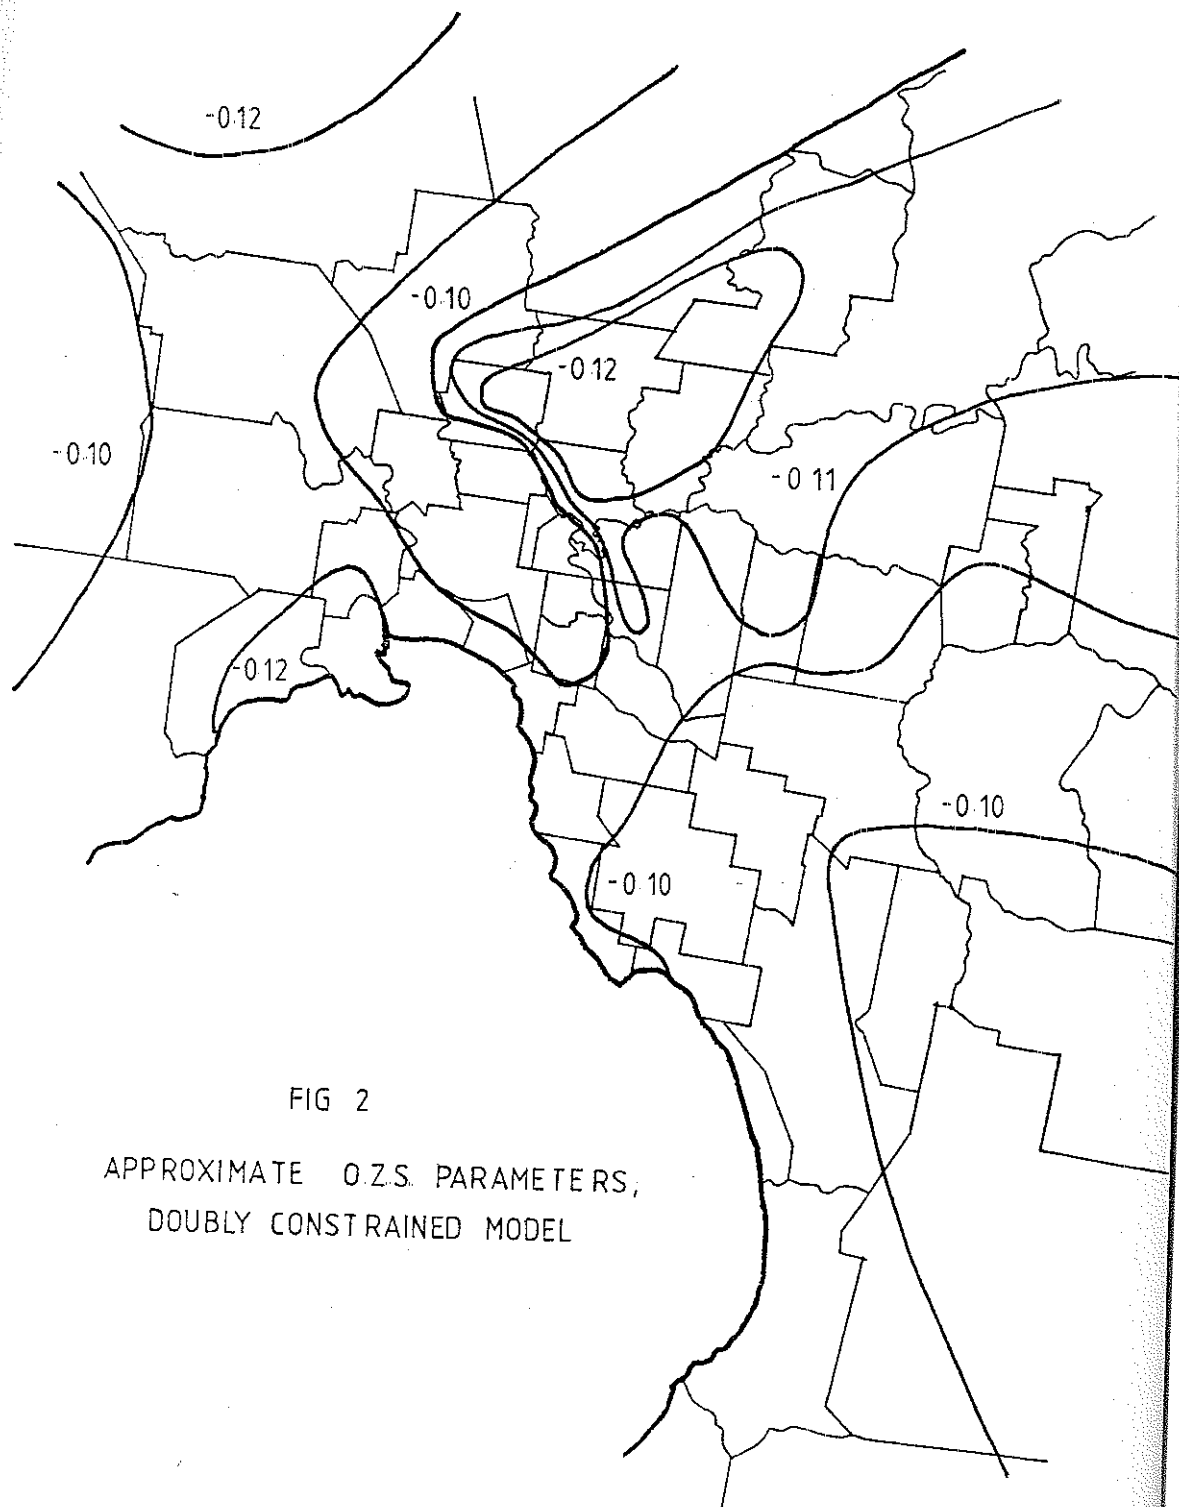 -0.12
-0.10
-0.12
-0.10
-0 11
-0.12
-0.10
-0 10
FIG 2
APPROXIMATE O.Z.S. PARAMETERS,
DOUBLY CONSTRAINED MODEL